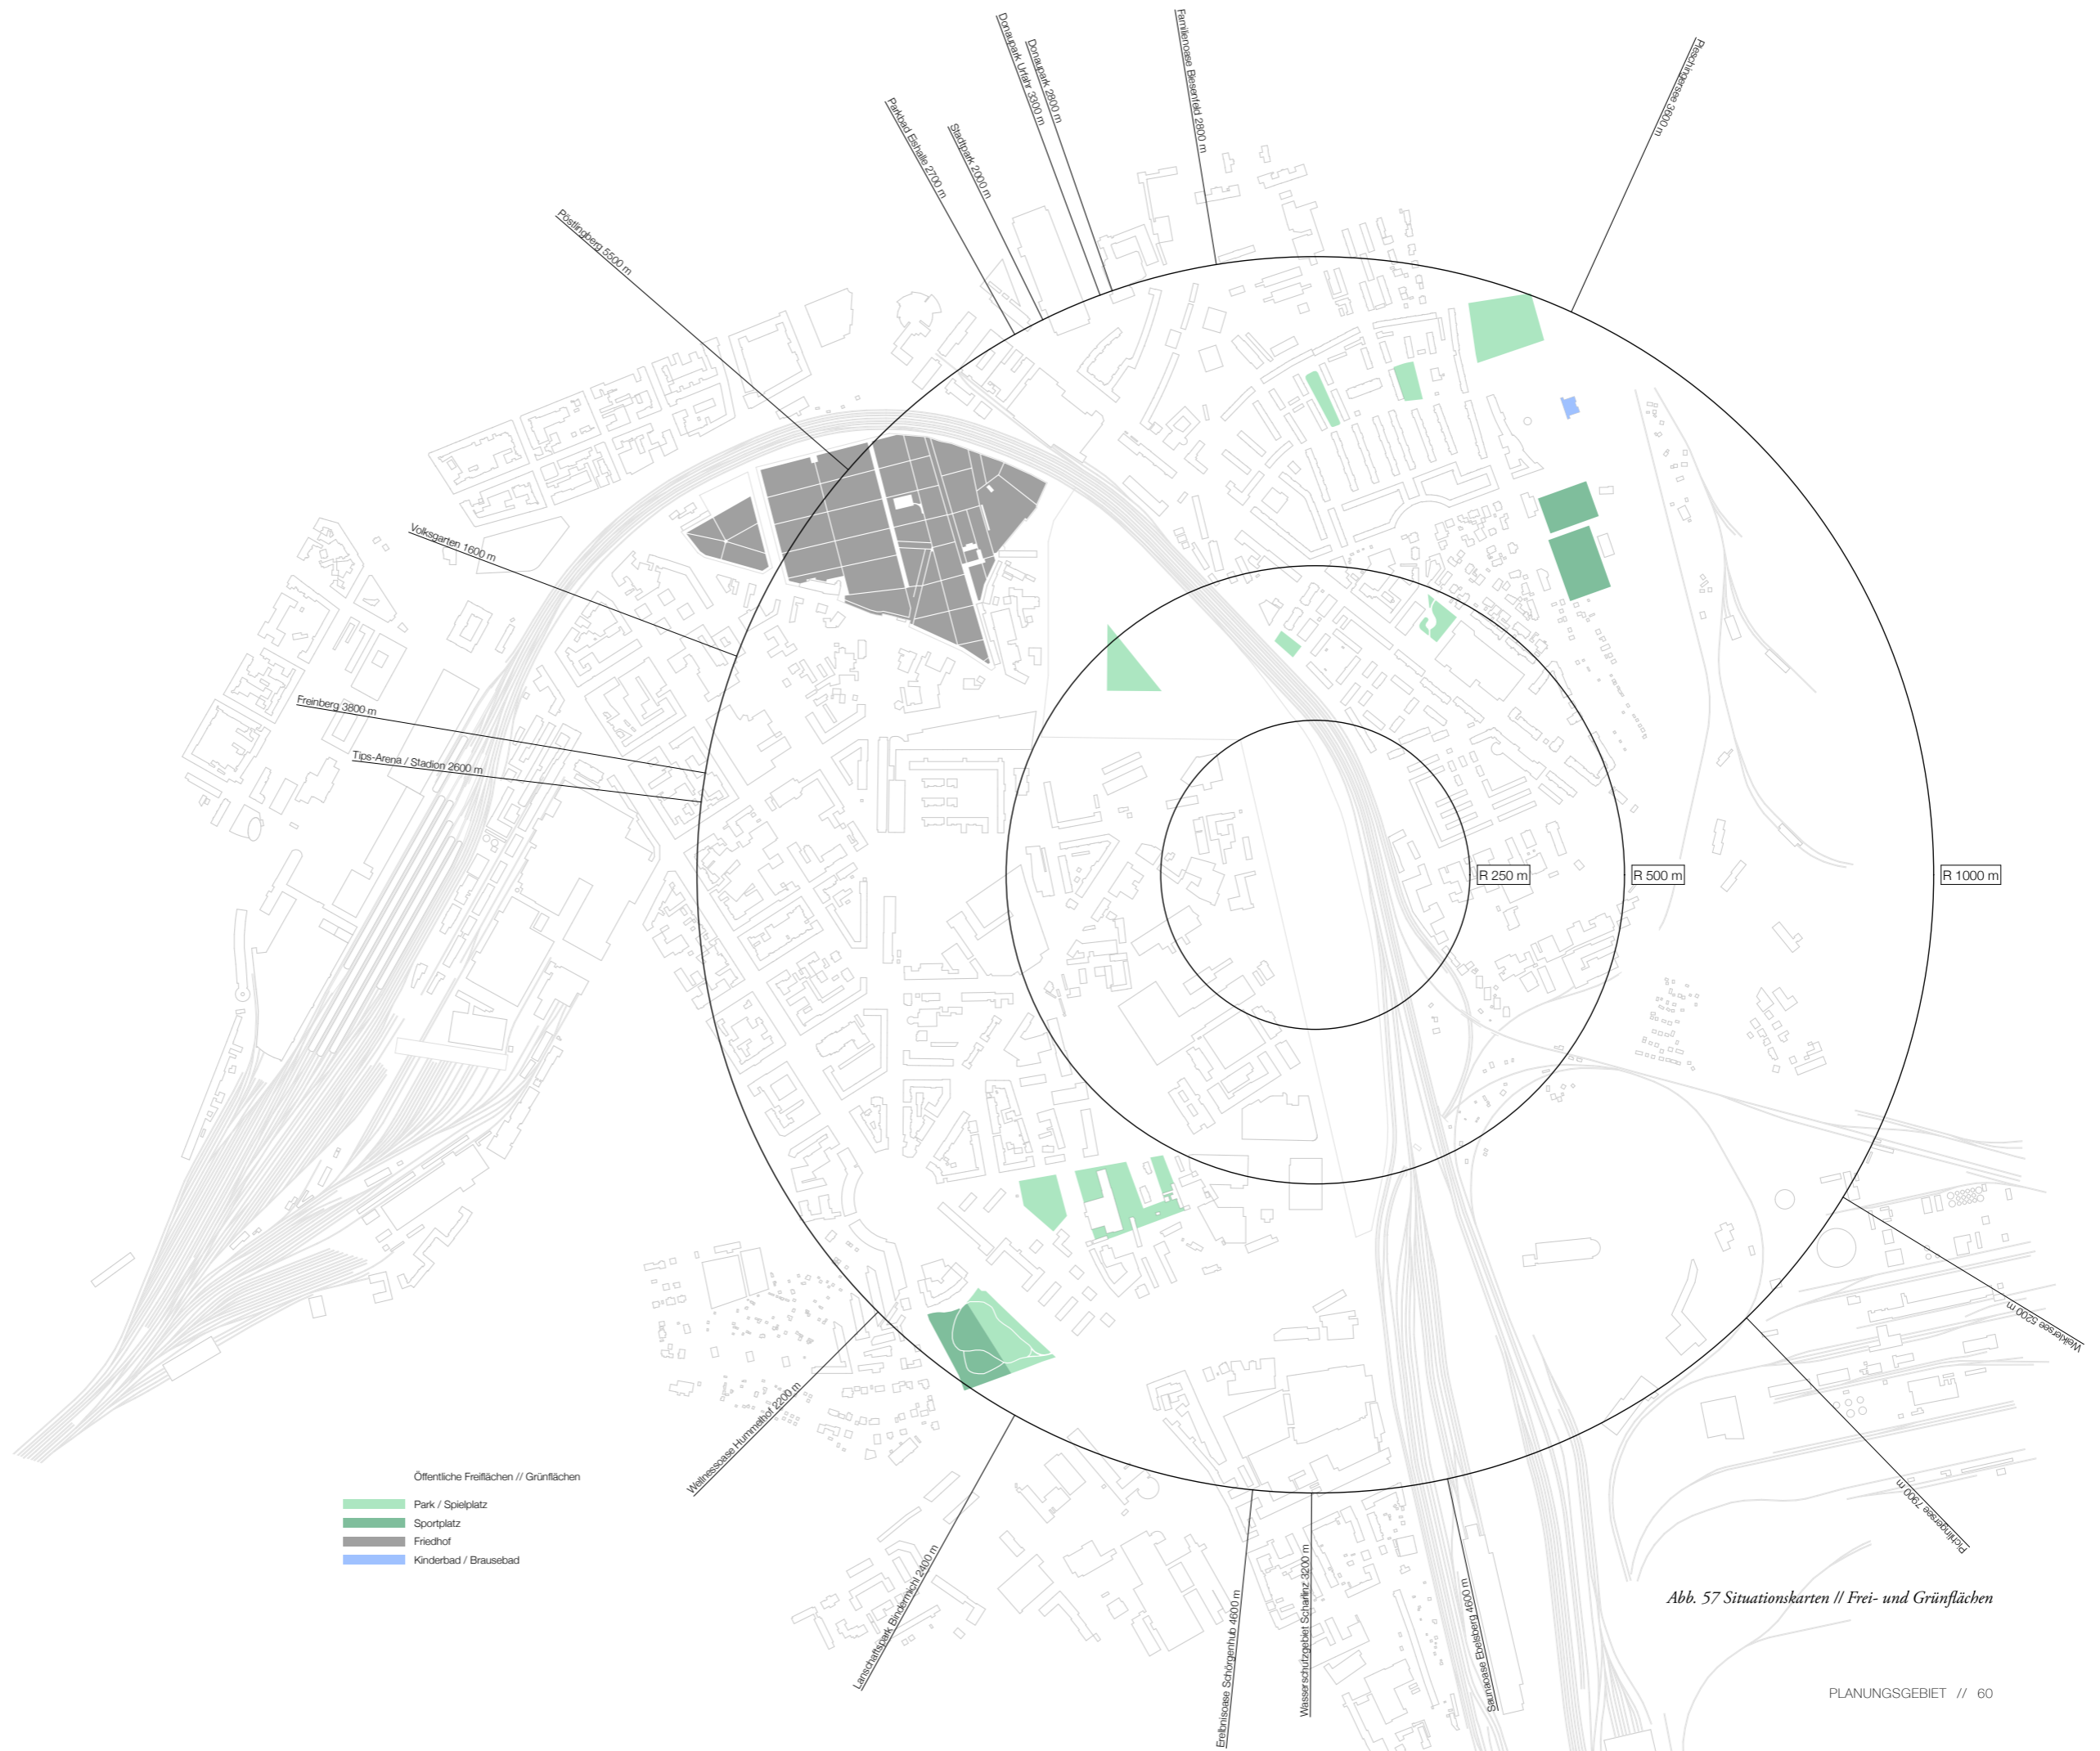 Donaupark Urfahr 3300 m
Donaupark 2800 m
Familienoase Biesenfeld 2800 m
Pleschingersee 3600 m
Parkbad Eishalle 2700 m
Stadtpark 2000 m
Pöstlingberg 5500 m
Volksgarten 1600 m
Freinberg 3800 m
Tips-Arena / Stadion 2600 m
R 250 m
R 500 m
R 1000 m
Weikersee 5200 m
Pichlingersee 7900 m
Wellnessoase Hummelhof 2200 m
Lanschaftspark Bindermichl 2400 m
Erelbnisoase Schörgenhub 4600 m
Wasserschutzgebiet Scharlinz 3200 m
Saunaoase Ebelsberg 4600 m
Öffentliche Freiflächen // Grünflächen
Park / Spielplatz
Sportplatz
Friedhof
Kinderbad / Brausebad
Abb. 57 Situationskarten // Frei- und Grünflächen
PLANUNGSGEBIET // 60